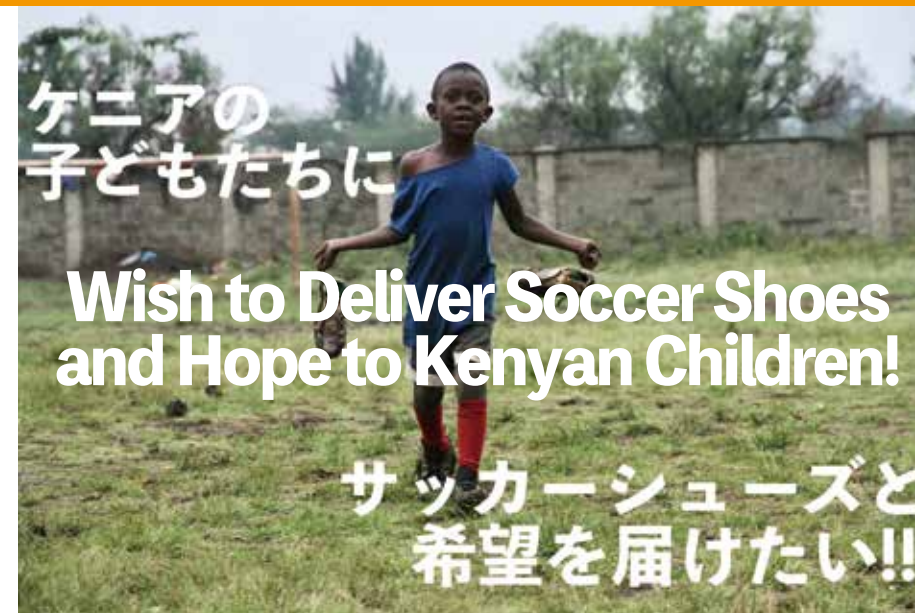 ケニアの
子どもたちに
Wish to Deliver Soccer Shoes
and Hope to Kenyan Children!
サッカーシューズと
希望を届けたい!!